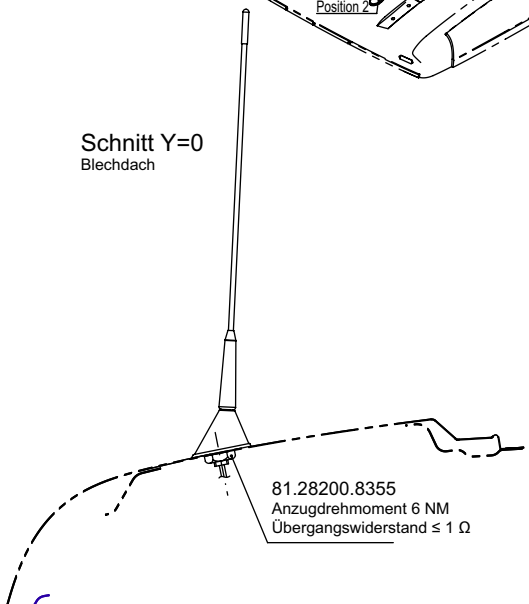 Position 2
Schnitt Y=0
Blechdach
81.28200.8355
Anzugdrehmoment 6 NM
Übergangswiderstand ≤ 1 Ω